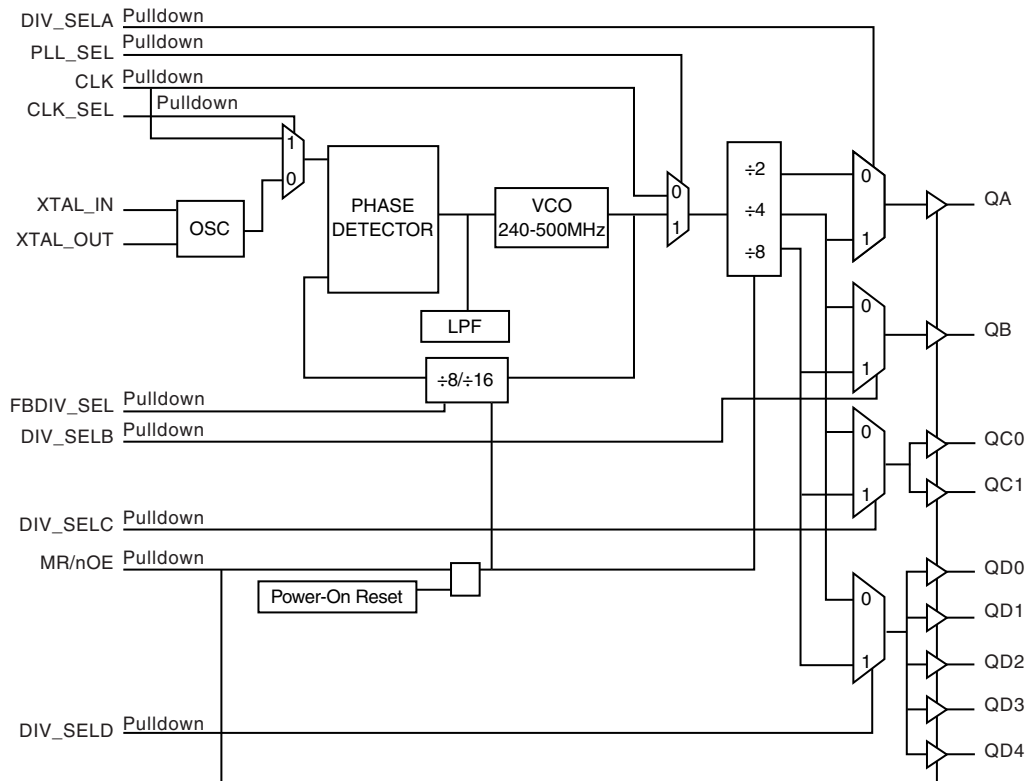 DIV_SELA Pulldown
PLL_SEL Pulldown
CLK Pulldown
CLK_SEL Pulldown
XTAL_IN
XTAL_OUT
OSC
1
0
PHASE
DETECTOR
VCO
240-500MHz
LPF
÷8/÷16
0
1
÷2
÷4
÷8
0
1
QA
0
1
QB
FBDIV_SEL Pulldown
DIV_SELB Pulldown
0
1
QC0
QC1
DIV_SELC Pulldown
MR/nOE Pulldown
Power-On Reset
0
1
QD0
QD1
QD2
QD3
QD4
DIV_SELD Pulldown